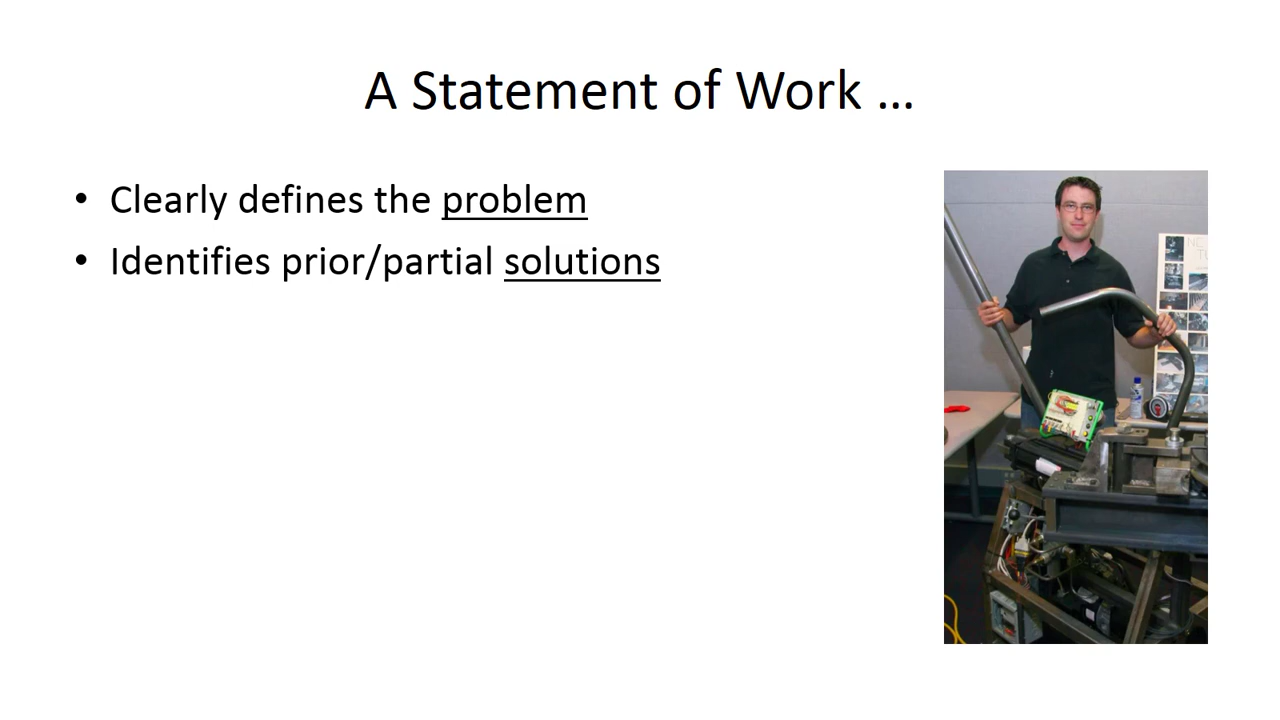 A Statement of Work ...
• Clearly defines the problem
• Identifies prior/partial solutions